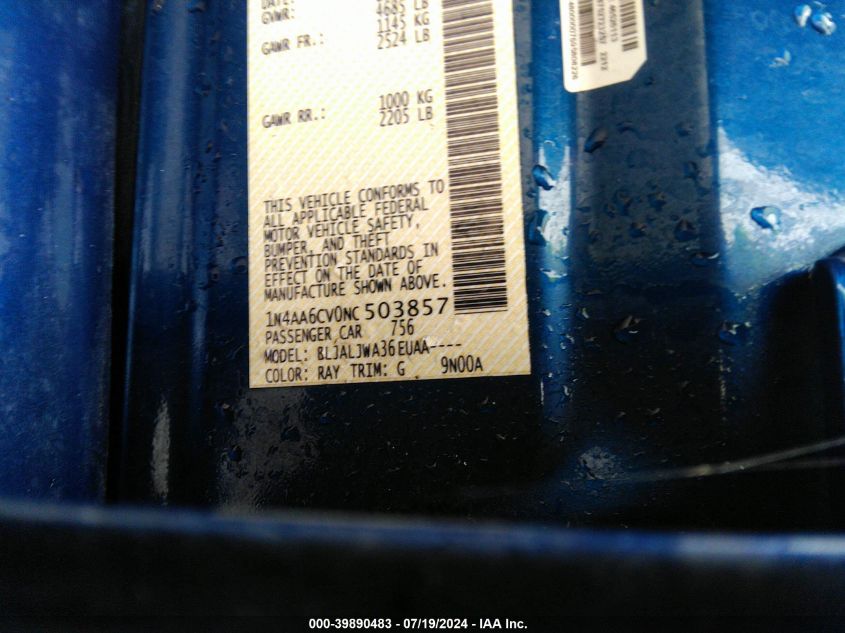 DATE:
GVWR: 4685 LB
1145 KG
GAWR FR.: 2524 LB
1000 KG
GAWR RR.: 2205 LB
THIS VEHICLE CONFORMS TO
ALL APPLICABLE FEDERAL
MOTOR VEHICLE SAFETY,
BUMPER, AND THEFT
PREVENTION STANDARDS IN
EFFECT ON THE DATE OF
MANUFACTURE SHOWN ABOVE.
1N4AA6CV0NC503857
PASSENGER CAR 756
MODEL: BLJALJWA36EUAA----
COLOR: RAY TRIM: G 9N00A
000-39890483 - 07/19/2024 - IAA Inc.